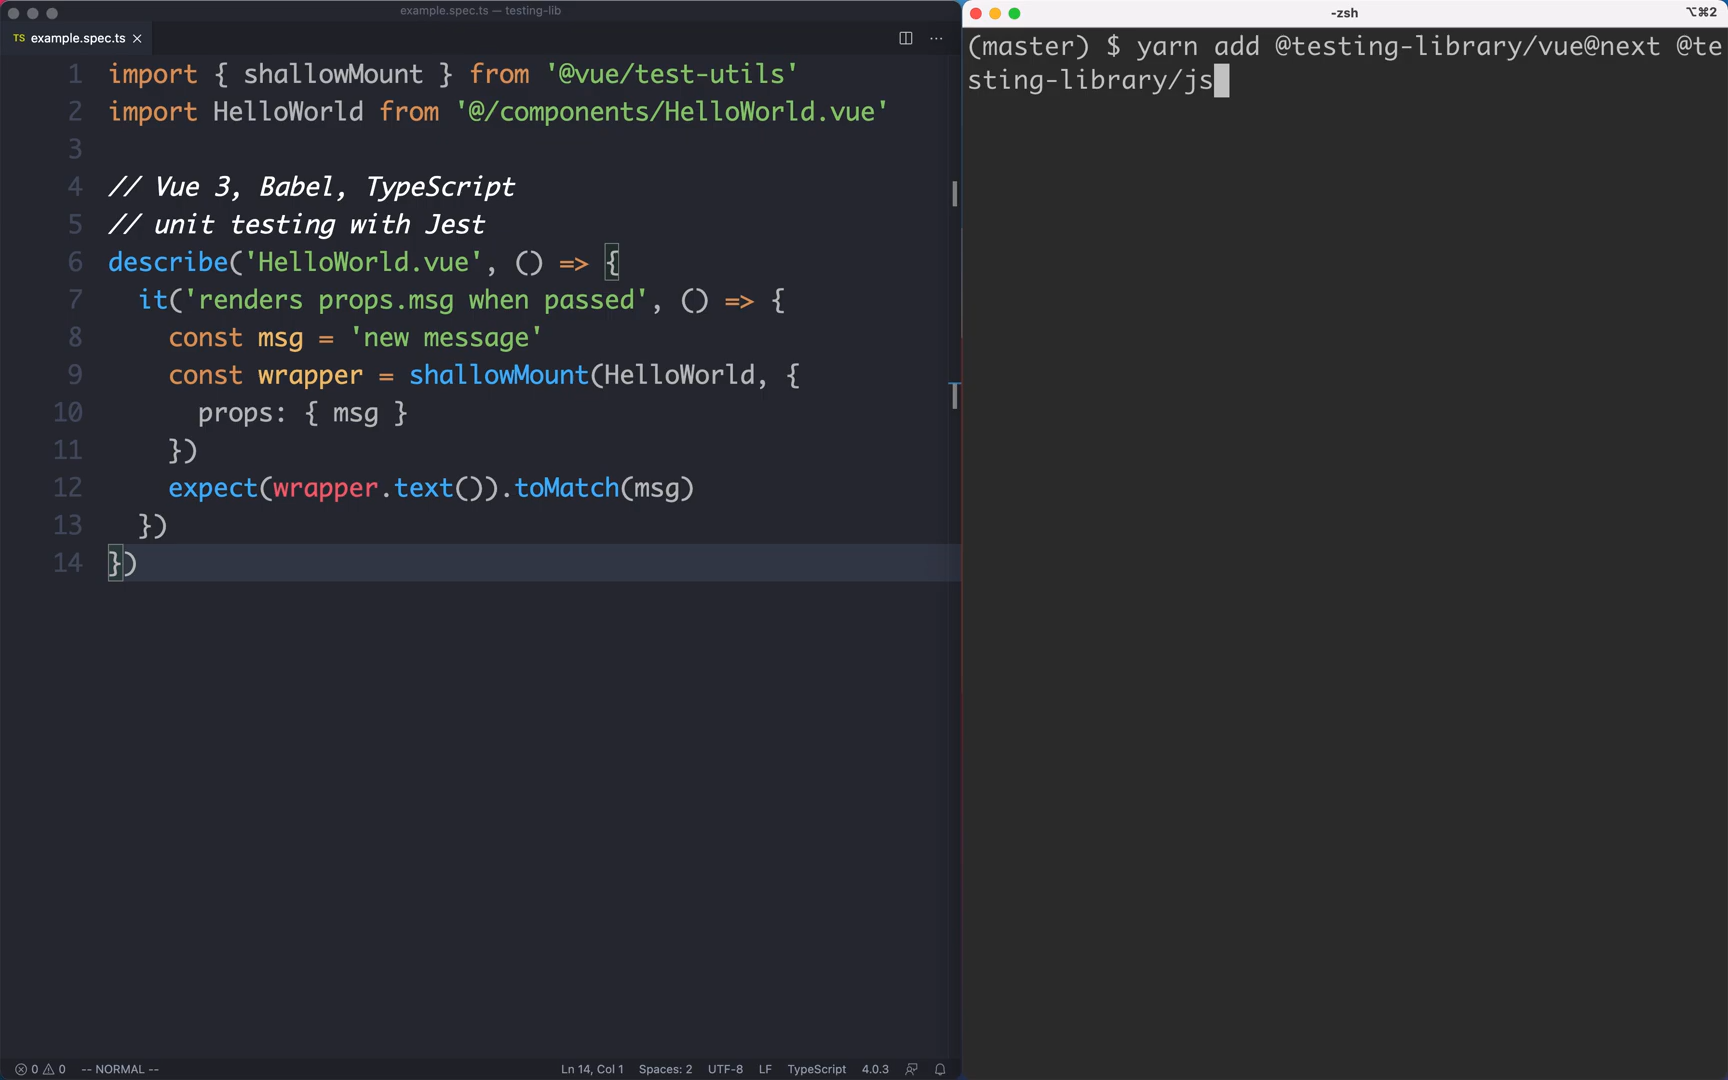 example.spec.ts — testing-lib
TS example.spec.ts ×
1 import { shallowMount } from '@vue/test-utils'
2 import HelloWorld from '@/components/HelloWorld.vue'
3
4 // Vue 3, Babel, TypeScript
5 // unit testing with Jest
6 describe('HelloWorld.vue', () => {
7   it('renders props.msg when passed', () => {
8     const msg = 'new message'
9     const wrapper = shallowMount(HelloWorld, {
10       props: { msg }
11     })
12     expect(wrapper.text()).toMatch(msg)
13   })
14 })
0 0 -- NORMAL -- Ln 14, Col 1 Spaces: 2 UTF-8 LF TypeScript 4.0.3
-zsh ⌥⌘2
(master) $ yarn add @testing-library/vue@next @te
sting-library/js